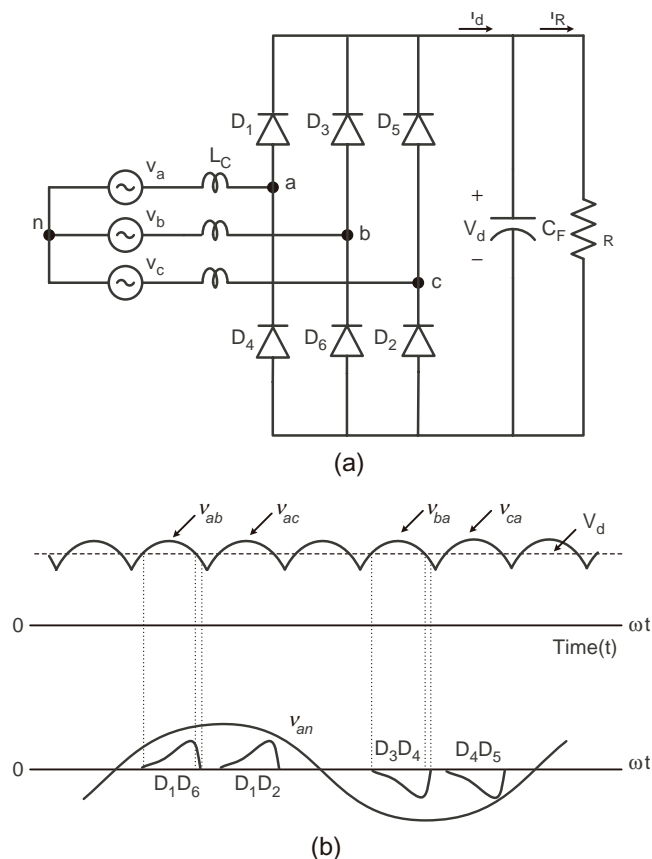 I_d I_R
D_1 D_3 D_5
v_a L_C
a
n v_b b
+
V_d C_F R
−
v_c c
D_4 D_6 D_2
(a)
v_ab v_ac v_ba v_ca V_d
0 ωt
Time(t)
v_an
D_3D_4 D_4D_5
0 ωt
D_1D_6 D_1D_2
(b)